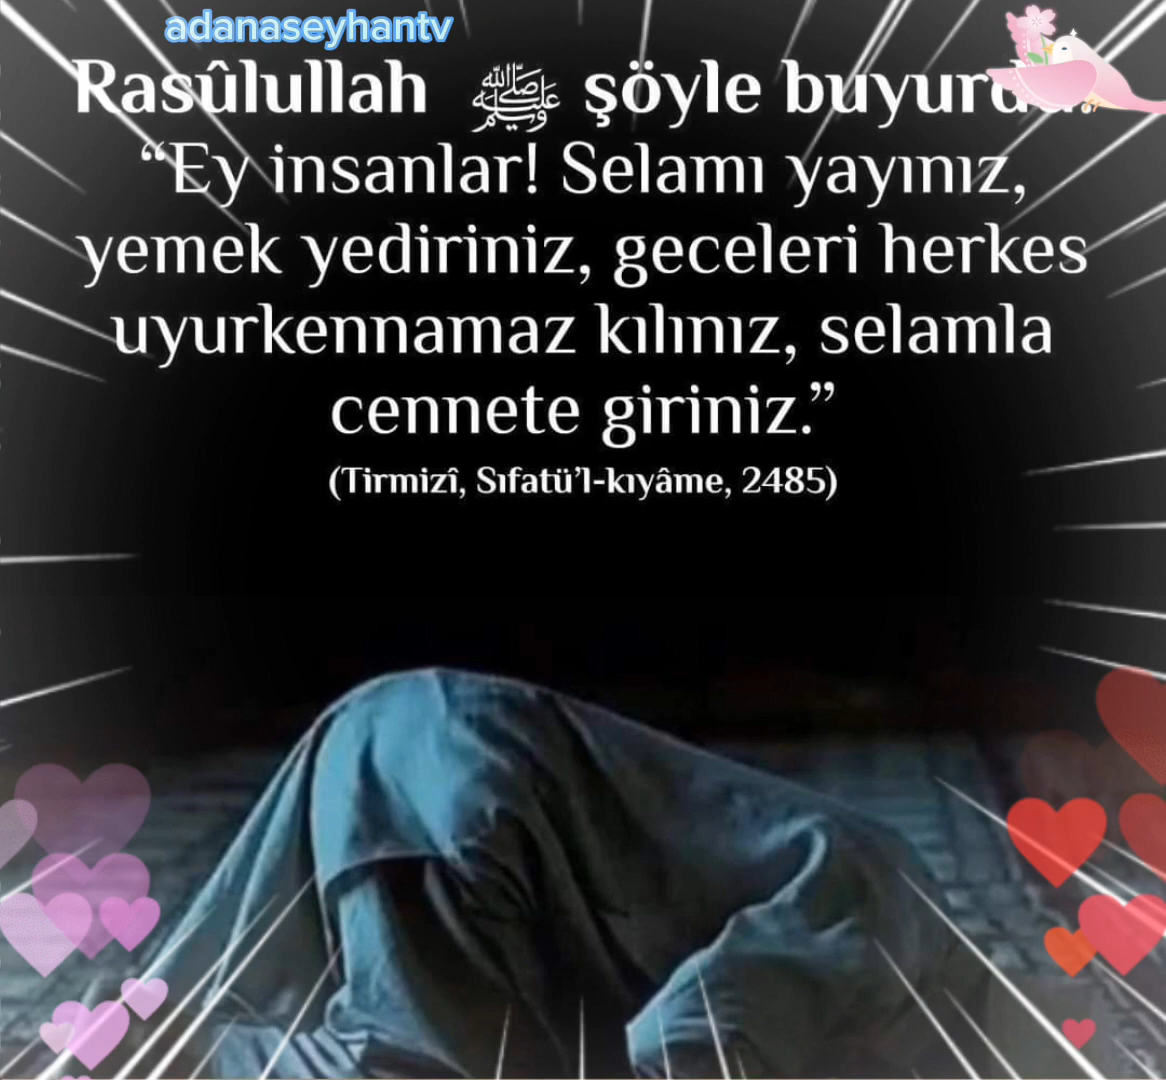 adanaseyhantv
Rasûlullah ﷺ şöyle buyurdu:
“Ey insanlar! Selamı yayınız,
yemek yediriniz, geceleri herkes
uyurkennamaz kılınız, selamla
cennete giriniz.”
(Tirmizî, Sıfatü’l-kıyâme, 2485)